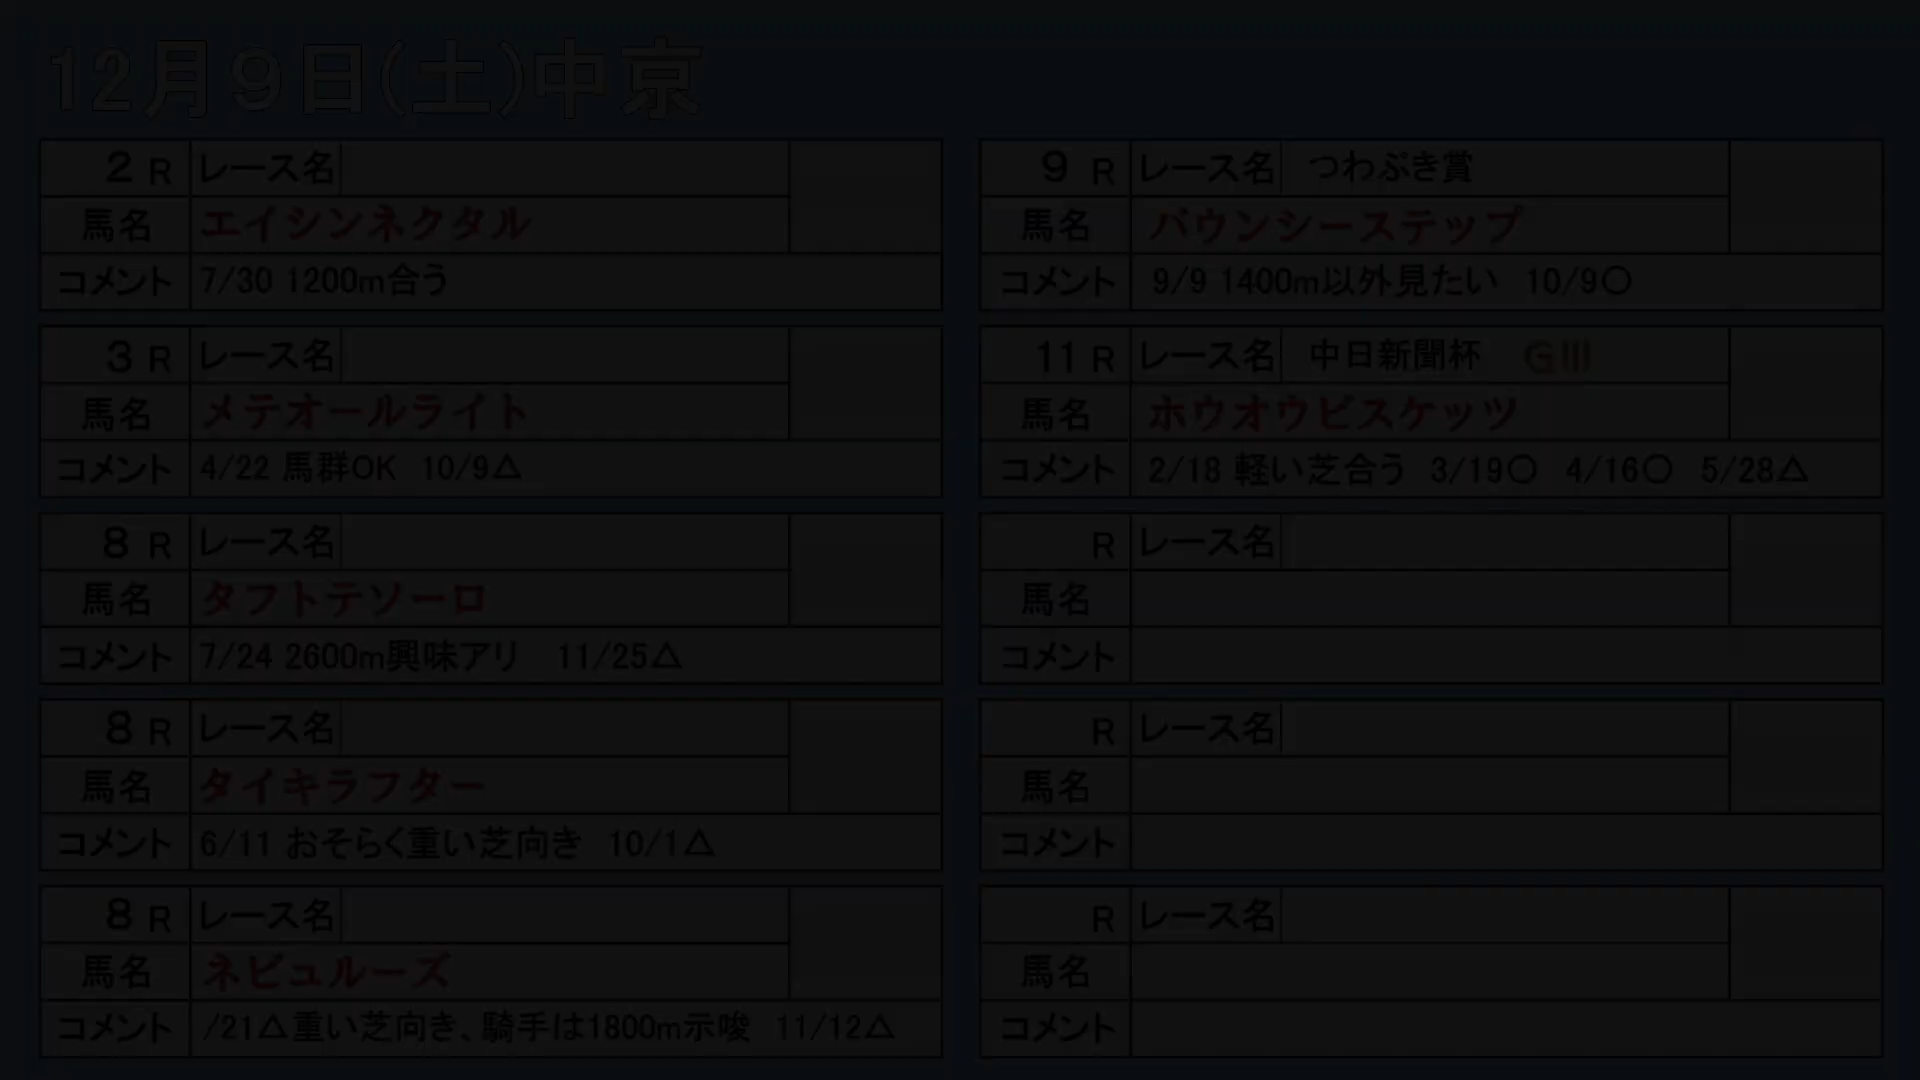 12月9日(土)中京
2 R レース名
馬名 エイシンネクタル
コメント 7/30 1200m合う
3 R レース名
馬名 メテオールライト
コメント 4/22 馬群OK 10/9△
8 R レース名
馬名 タフトテソーロ
コメント 7/24 2600m興味アリ 11/25△
8 R レース名
馬名 タイキラフター
コメント 6/11 おそらく重い芝向き 10/1△
8 R レース名
馬名 ネビュルーズ
コメント /21△重い芝向き、騎手は1800m示唆 11/12△
9 R レース名 つわぶき賞
馬名 バウンシーステップ
コメント 9/9 1400m以外見たい 10/9○
11 R レース名 中日新聞杯 GⅢ
馬名 ホウオウビスケッツ
コメント 2/18 軽い芝合う 3/19○ 4/16○ 5/28△
R レース名
馬名
コメント
R レース名
馬名
コメント
R レース名
馬名
コメント